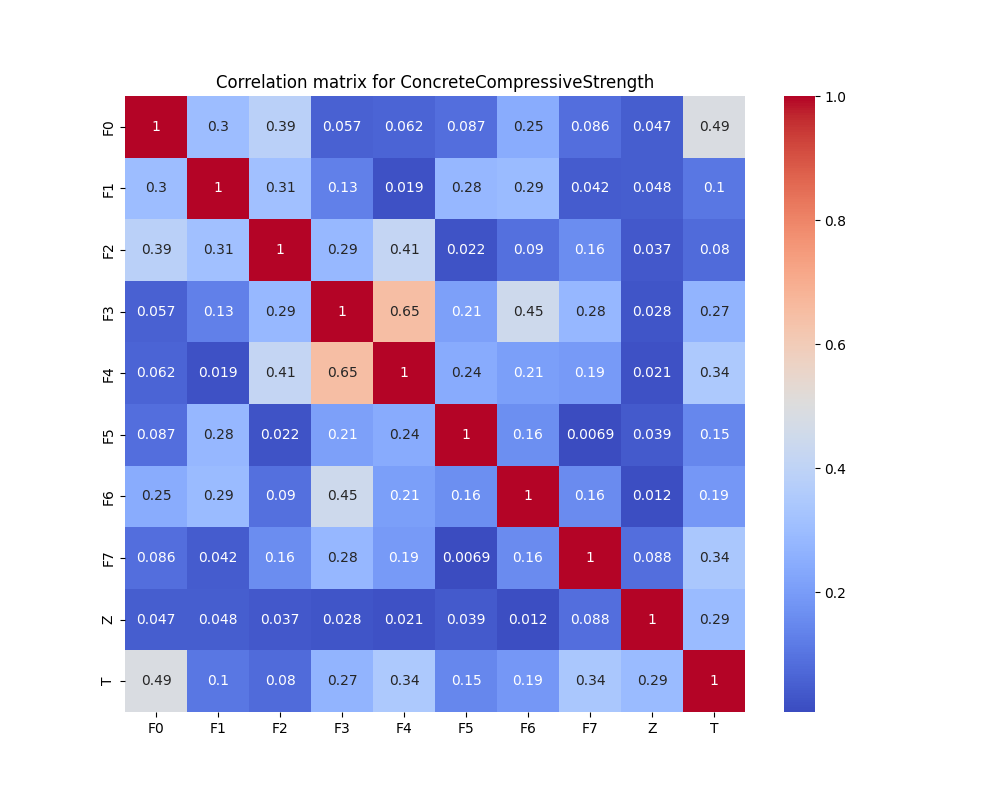 Correlation matrix for ConcreteCompressiveStrength
F0 1 0.3 0.39 0.057 0.062 0.087 0.25 0.086 0.047 0.49
F1 0.3 1 0.31 0.13 0.019 0.28 0.29 0.042 0.048 0.1
F2 0.39 0.31 1 0.29 0.41 0.022 0.09 0.16 0.037 0.08
F3 0.057 0.13 0.29 1 0.65 0.21 0.45 0.28 0.028 0.27
F4 0.062 0.019 0.41 0.65 1 0.24 0.21 0.19 0.021 0.34
F5 0.087 0.28 0.022 0.21 0.24 1 0.16 0.0069 0.039 0.15
F6 0.25 0.29 0.09 0.45 0.21 0.16 1 0.16 0.012 0.19
F7 0.086 0.042 0.16 0.28 0.19 0.0069 0.16 1 0.088 0.34
Z 0.047 0.048 0.037 0.028 0.021 0.039 0.012 0.088 1 0.29
T 0.49 0.1 0.08 0.27 0.34 0.15 0.19 0.34 0.29 1
F0 F1 F2 F3 F4 F5 F6 F7 Z T
1.0
0.8
0.6
0.4
0.2